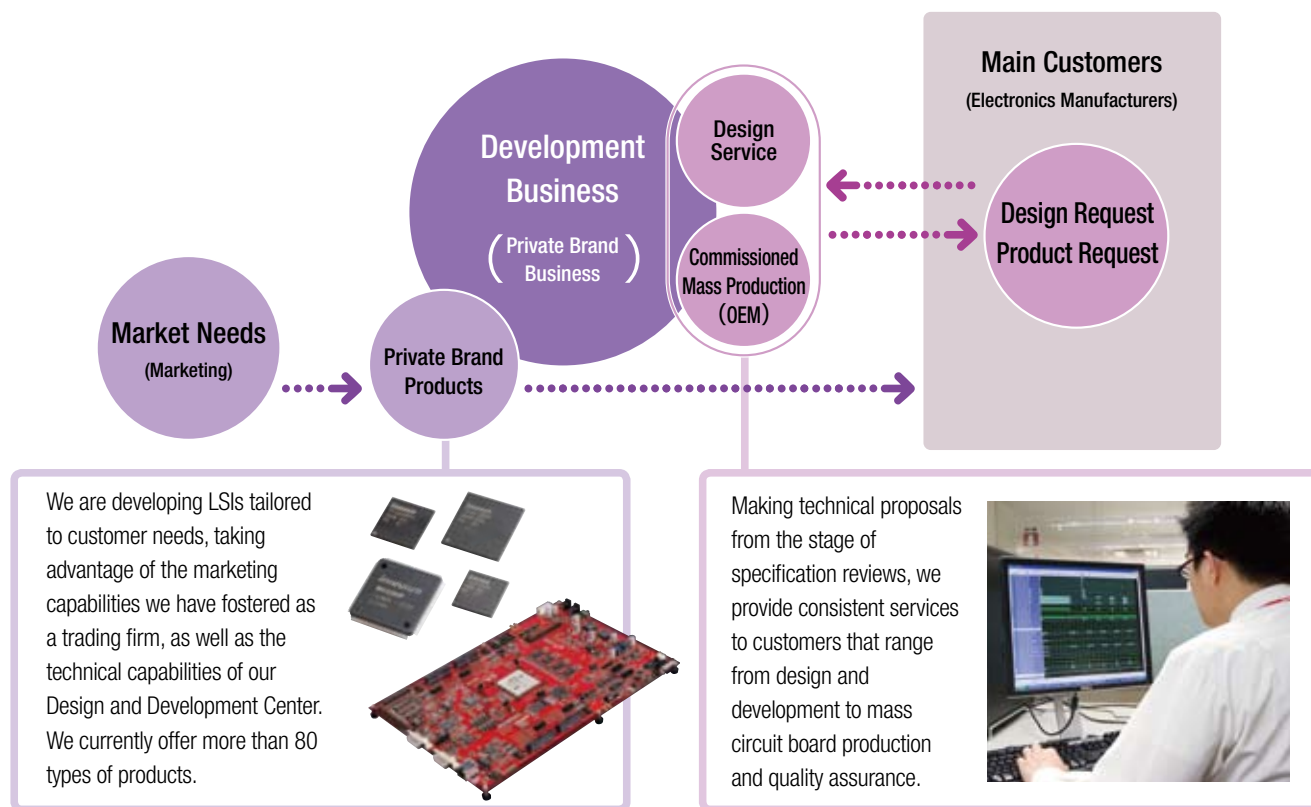 Main Customers
(Electronics Manufacturers)
Design
Service
Development
Business
(Private Brand
Business)
Design Request
Product Request
Commissioned
Mass Production
(OEM)
Market Needs
(Marketing)
Private Brand
Products
We are developing LSIs tailored
to customer needs, taking
advantage of the marketing
capabilities we have fostered as
a trading firm, as well as the
technical capabilities of our
Design and Development Center.
We currently offer more than 80
types of products.
Making technical proposals
from the stage of
specification reviews, we
provide consistent services
to customers that range
from design and
development to mass
circuit board production
and quality assurance.